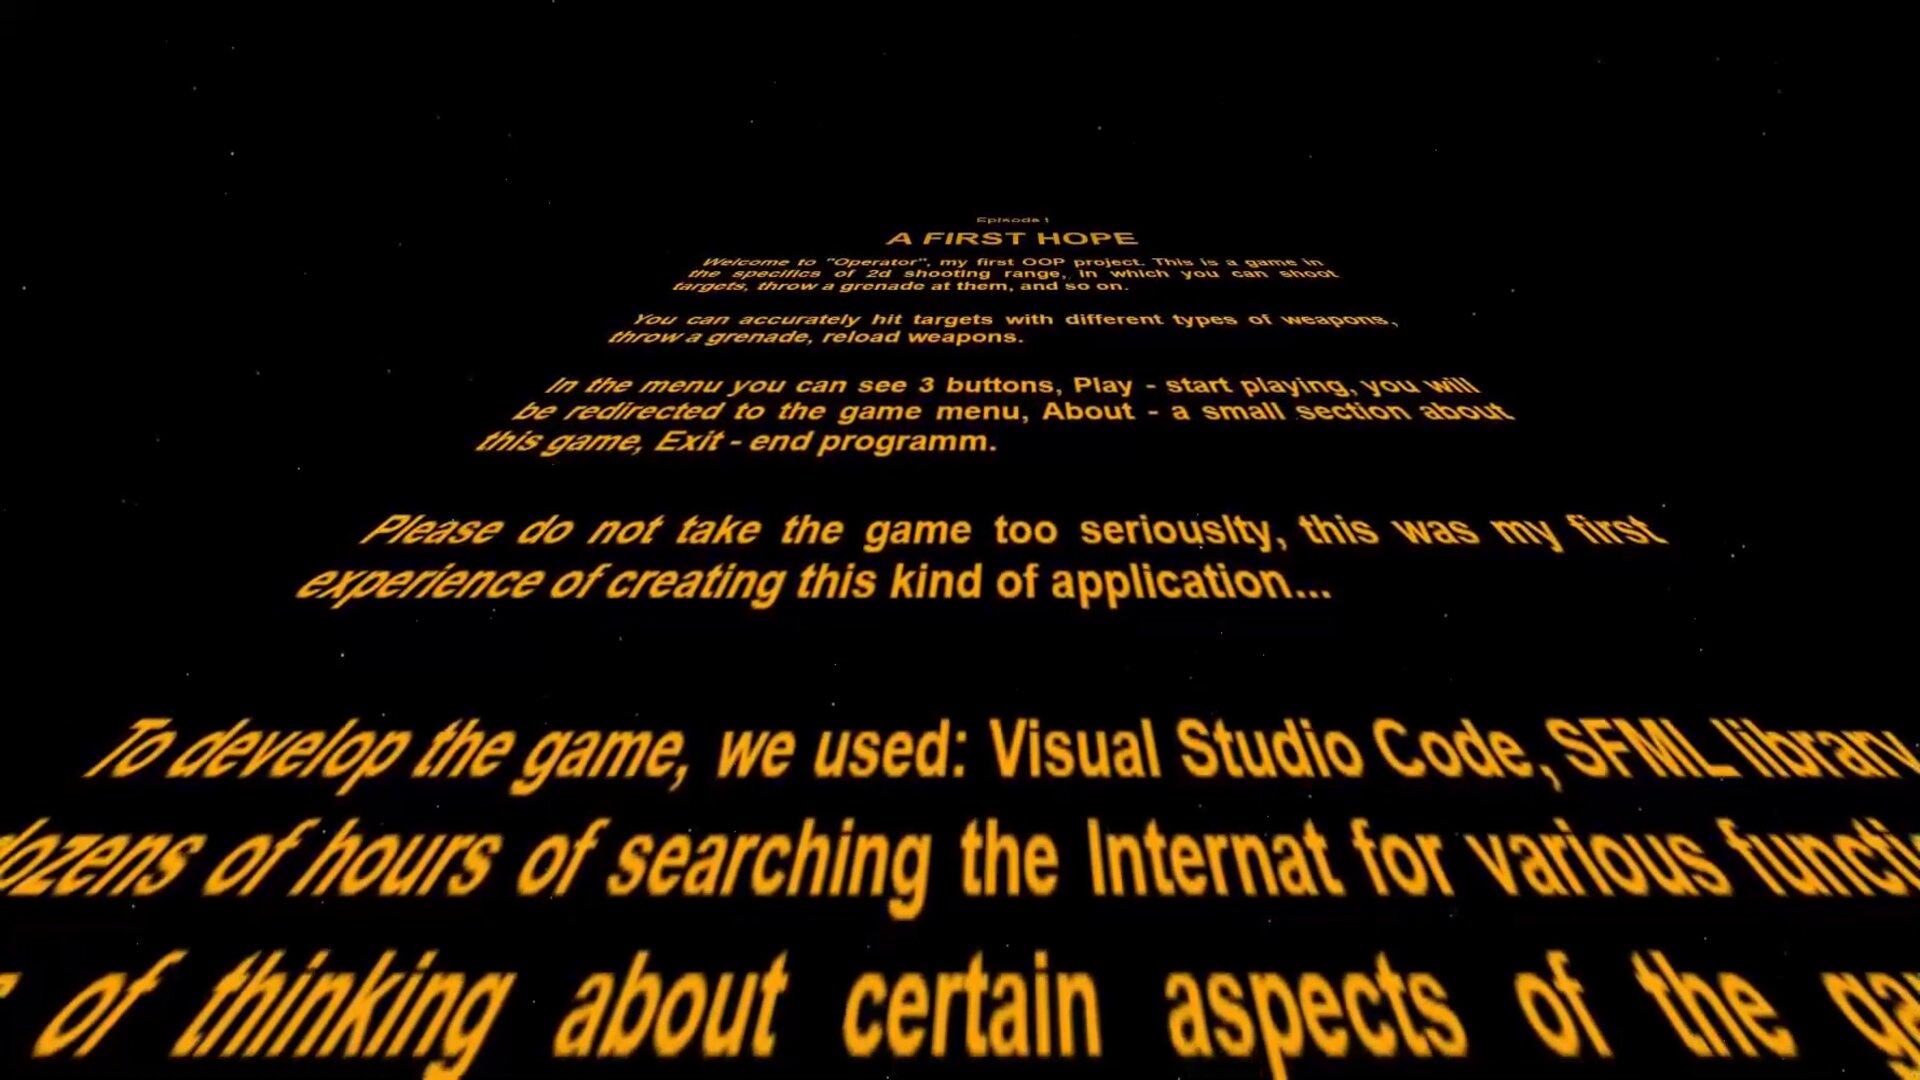 Episode 1
A FIRST HOPE
Welcome to "Operator", my first OOP project. This is a game in
the specifics of 2d shooting range, in which you can shoot
targets, throw a grenade at them, and so on.
You can accurately hit targets with different types of weapons,
throw a grenade, reload weapons.
In the menu you can see 3 buttons, Play - start playing, you will
be redirected to the game menu, About - a small section about
this game, Exit - end programm.
Please do not take the game too seriouslty, this was my first
experience of creating this kind of application...
To develop the game, we used: Visual Studio Code, SFML library,
dozens of hours of searching the Internat for various functi
of thinking about certain aspects of the ga